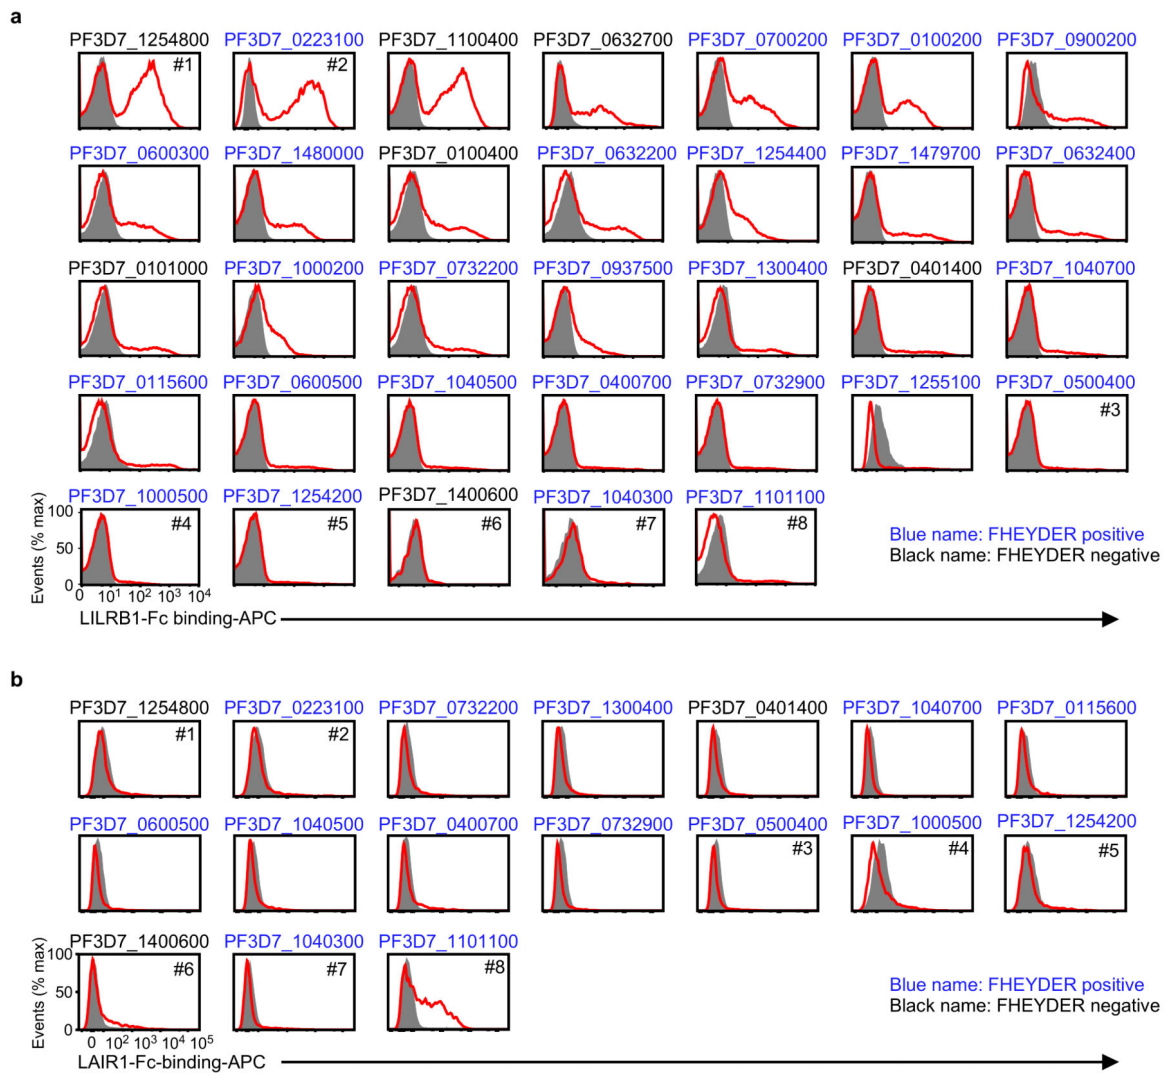 a
PF3D7_1254800 PF3D7_0223100 PF3D7_1100400 PF3D7_0632700 PF3D7_0700200 PF3D7_0100200 PF3D7_0900200
#1 #2
PF3D7_0600300 PF3D7_1480000 PF3D7_0100400 PF3D7_0632200 PF3D7_1254400 PF3D7_1479700 PF3D7_0632400
PF3D7_0101000 PF3D7_1000200 PF3D7_0732200 PF3D7_0937500 PF3D7_1300400 PF3D7_0401400 PF3D7_1040700
PF3D7_0115600 PF3D7_0600500 PF3D7_1040500 PF3D7_0400700 PF3D7_0732900 PF3D7_1255100 PF3D7_0500400
#3
PF3D7_1000500 PF3D7_1254200 PF3D7_1400600 PF3D7_1040300 PF3D7_1101100
#4 #5 #6 #7 #8
Events (% max)
100
50
0
0 10¹ 10² 10³ 10⁴
Blue name: FHEYDER positive
Black name: FHEYDER negative
LILRB1-Fc binding-APC
b
PF3D7_1254800 PF3D7_0223100 PF3D7_0732200 PF3D7_1300400 PF3D7_0401400 PF3D7_1040700 PF3D7_0115600
#1 #2
PF3D7_0600500 PF3D7_1040500 PF3D7_0400700 PF3D7_0732900 PF3D7_0500400 PF3D7_1000500 PF3D7_1254200
#3 #4 #5
PF3D7_1400600 PF3D7_1040300 PF3D7_1101100
#6 #7 #8
Events (% max)
100
50
0
0 10² 10³ 10⁴ 10⁵
Blue name: FHEYDER positive
Black name: FHEYDER negative
LAIR1-Fc-binding-APC